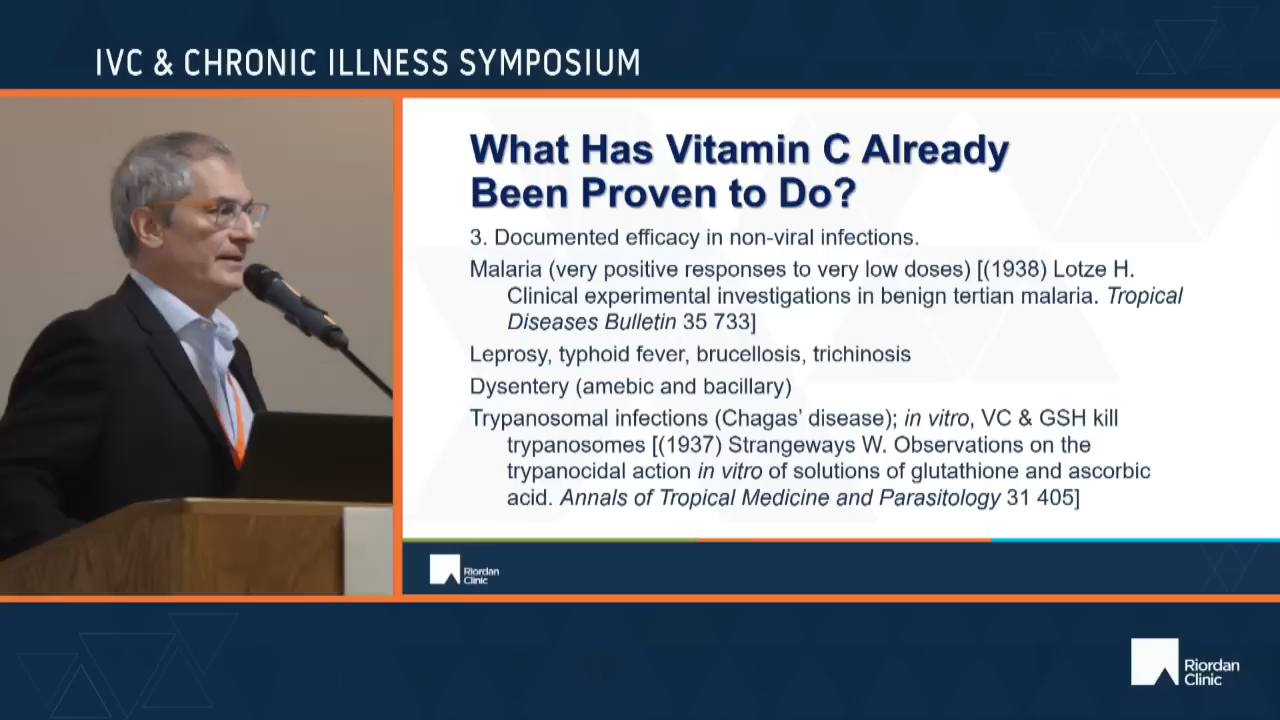 IVC & CHRONIC ILLNESS SYMPOSIUM
What Has Vitamin C Already
Been Proven to Do?
3. Documented efficacy in non-viral infections.
Malaria (very positive responses to very low doses) [(1938) Lotze H.
Clinical experimental investigations in benign tertian malaria. Tropical
Diseases Bulletin 35 733]
Leprosy, typhoid fever, brucellosis, trichinosis
Dysentery (amebic and bacillary)
Trypanosomal infections (Chagas’ disease); in vitro, VC & GSH kill
trypanosomes [(1937) Strangeways W. Observations on the
trypanocidal action in vitro of solutions of glutathione and ascorbic
acid. Annals of Tropical Medicine and Parasitology 31 405]
Riordan
Clinic
Riordan
Clinic